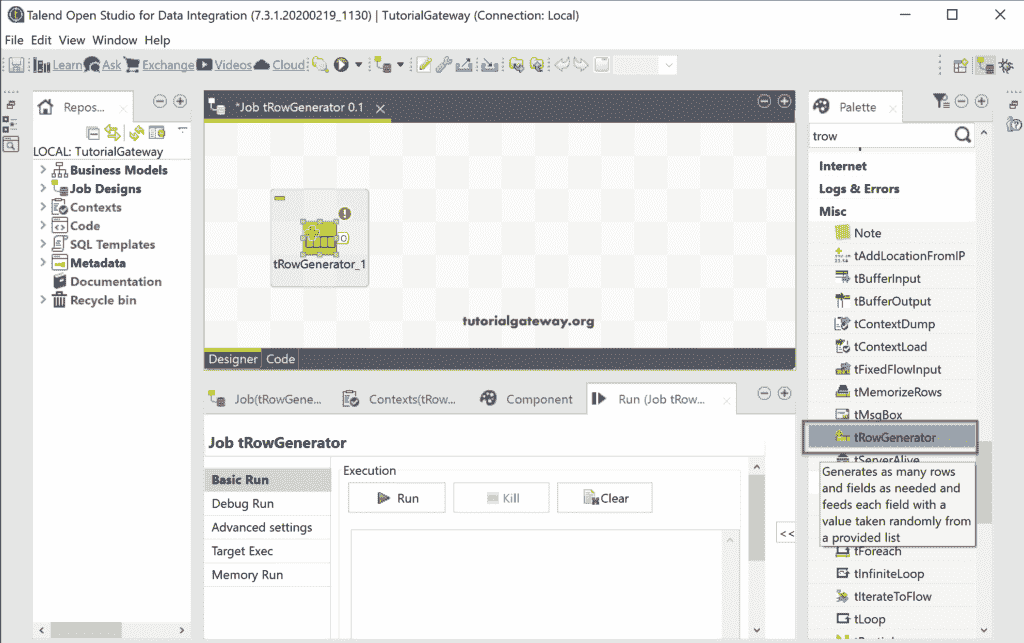 Talend Open Studio for Data Integration (7.3.1.20200219_1130) | TutorialGateway (Connection: Local)
File Edit View Window Help
Learn Ask Exchange Videos Cloud
Repos...
LOCAL: TutorialGateway
Business Models
Job Designs
Contexts
Code
SQL Templates
Metadata
Documentation
Recycle bin
*Job tRowGenerator 0.1
tRowGenerator_1
tutorialgateway.org
Designer Code
Job(tRowGene... Contexts(tRow... Component Run (Job tRow...
Job tRowGenerator
Basic Run
Debug Run
Advanced settings
Target Exec
Memory Run
Execution
Run Kill Clear
<<
Palette
trow
Internet
Logs & Errors
Misc
Note
tAddLocationFromIP
tBufferInput
tBufferOutput
tContextDump
tContextLoad
tFixedFlowInput
tMemorizeRows
tMsgBox
tRowGenerator
tServerAlive
Generates as many rows
and fields as needed and
feeds each field with a
value taken randomly from
a provided list
tForeach
tInfiniteLoop
tIterateToFlow
tLoop